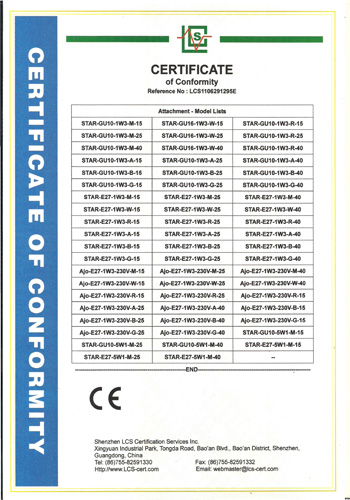 LCS
CERTIFICATE
of Conformity
Reference No : LCS1106291295E
CERTIFICATE OF CONFORMITY
Attachment - Model Lists
STAR-GU10-1W3-M-15 STAR-GU16-1W3-W-15 STAR-GU10-1W3-R-15
STAR-GU10-1W3-M-25 STAR-GU16-1W3-W-25 STAR-GU10-1W3-R-25
STAR-GU10-1W3-M-40 STAR-GU16-1W3-W-40 STAR-GU10-1W3-R-40
STAR-GU10-1W3-A-15 STAR-GU10-1W3-A-25 STAR-GU10-1W3-A-40
STAR-GU10-1W3-B-15 STAR-GU10-1W3-B-25 STAR-GU10-1W3-B-40
STAR-GU10-1W3-G-15 STAR-GU10-1W3-G-25 STAR-GU10-1W3-G-40
STAR-E27-1W3-M-15 STAR-E27-1W3-M-25 STAR-E27-1W3-M-40
STAR-E27-1W3-W-15 STAR-E27-1W3-W-25 STAR-E27-1W3-W-40
STAR-E27-1W3-R-15 STAR-E27-1W3-R-25 STAR-E27-1W3-R-40
STAR-E27-1W3-A-15 STAR-E27-1W3-A-25 STAR-E27-1W3-A-40
STAR-E27-1W3-B-15 STAR-E27-1W3-B-25 STAR-E27-1W3-B-40
STAR-E27-1W3-G-15 STAR-E27-1W3-G-25 STAR-E27-1W3-G-40
Ajo-E27-1W3-230V-M-15 Ajo-E27-1W3-230V-M-25 Ajo-E27-1W3-230V-M-40
Ajo-E27-1W3-230V-W-15 Ajo-E27-1W3-230V-W-25 Ajo-E27-1W3-230V-W-40
Ajo-E27-1W3-230V-R-15 Ajo-E27-1W3-230V-R-25 Ajo-E27-1W3-230V-R-15
Ajo-E27-1W3-230V-A-25 Ajo-E27-1W3-230V-A-40 Ajo-E27-1W3-230V-B-15
Ajo-E27-1W3-230V-B-25 Ajo-E27-1W3-230V-B-40 Ajo-E27-1W3-230V-G-15
Ajo-E27-1W3-230V-G-25 Ajo-E27-1W3-230V-G-40 STAR-GU10-5W1-M-15
STAR-GU10-5W1-M-25 STAR-GU10-5W1-M-40 STAR-E27-5W1-M-15
STAR-E27-5W1-M-25 STAR-E27-5W1-M-40 --
END
CE
Shenzhen LCS Certification Services Inc.
Xingyuan Industrial Park, Tongda Road, Bao'an Blvd., Bao'an District, Shenzhen,
Guangdong, China
Tel: (86)755-82591330 Fax: (86)755-82591332
Http://www.LCS-cert.com Email: webmaster@lcs-cert.com